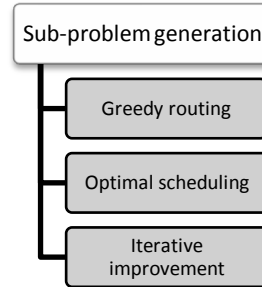 Sub-problem generation
Greedy routing
Optimal scheduling
Iterative
improvement